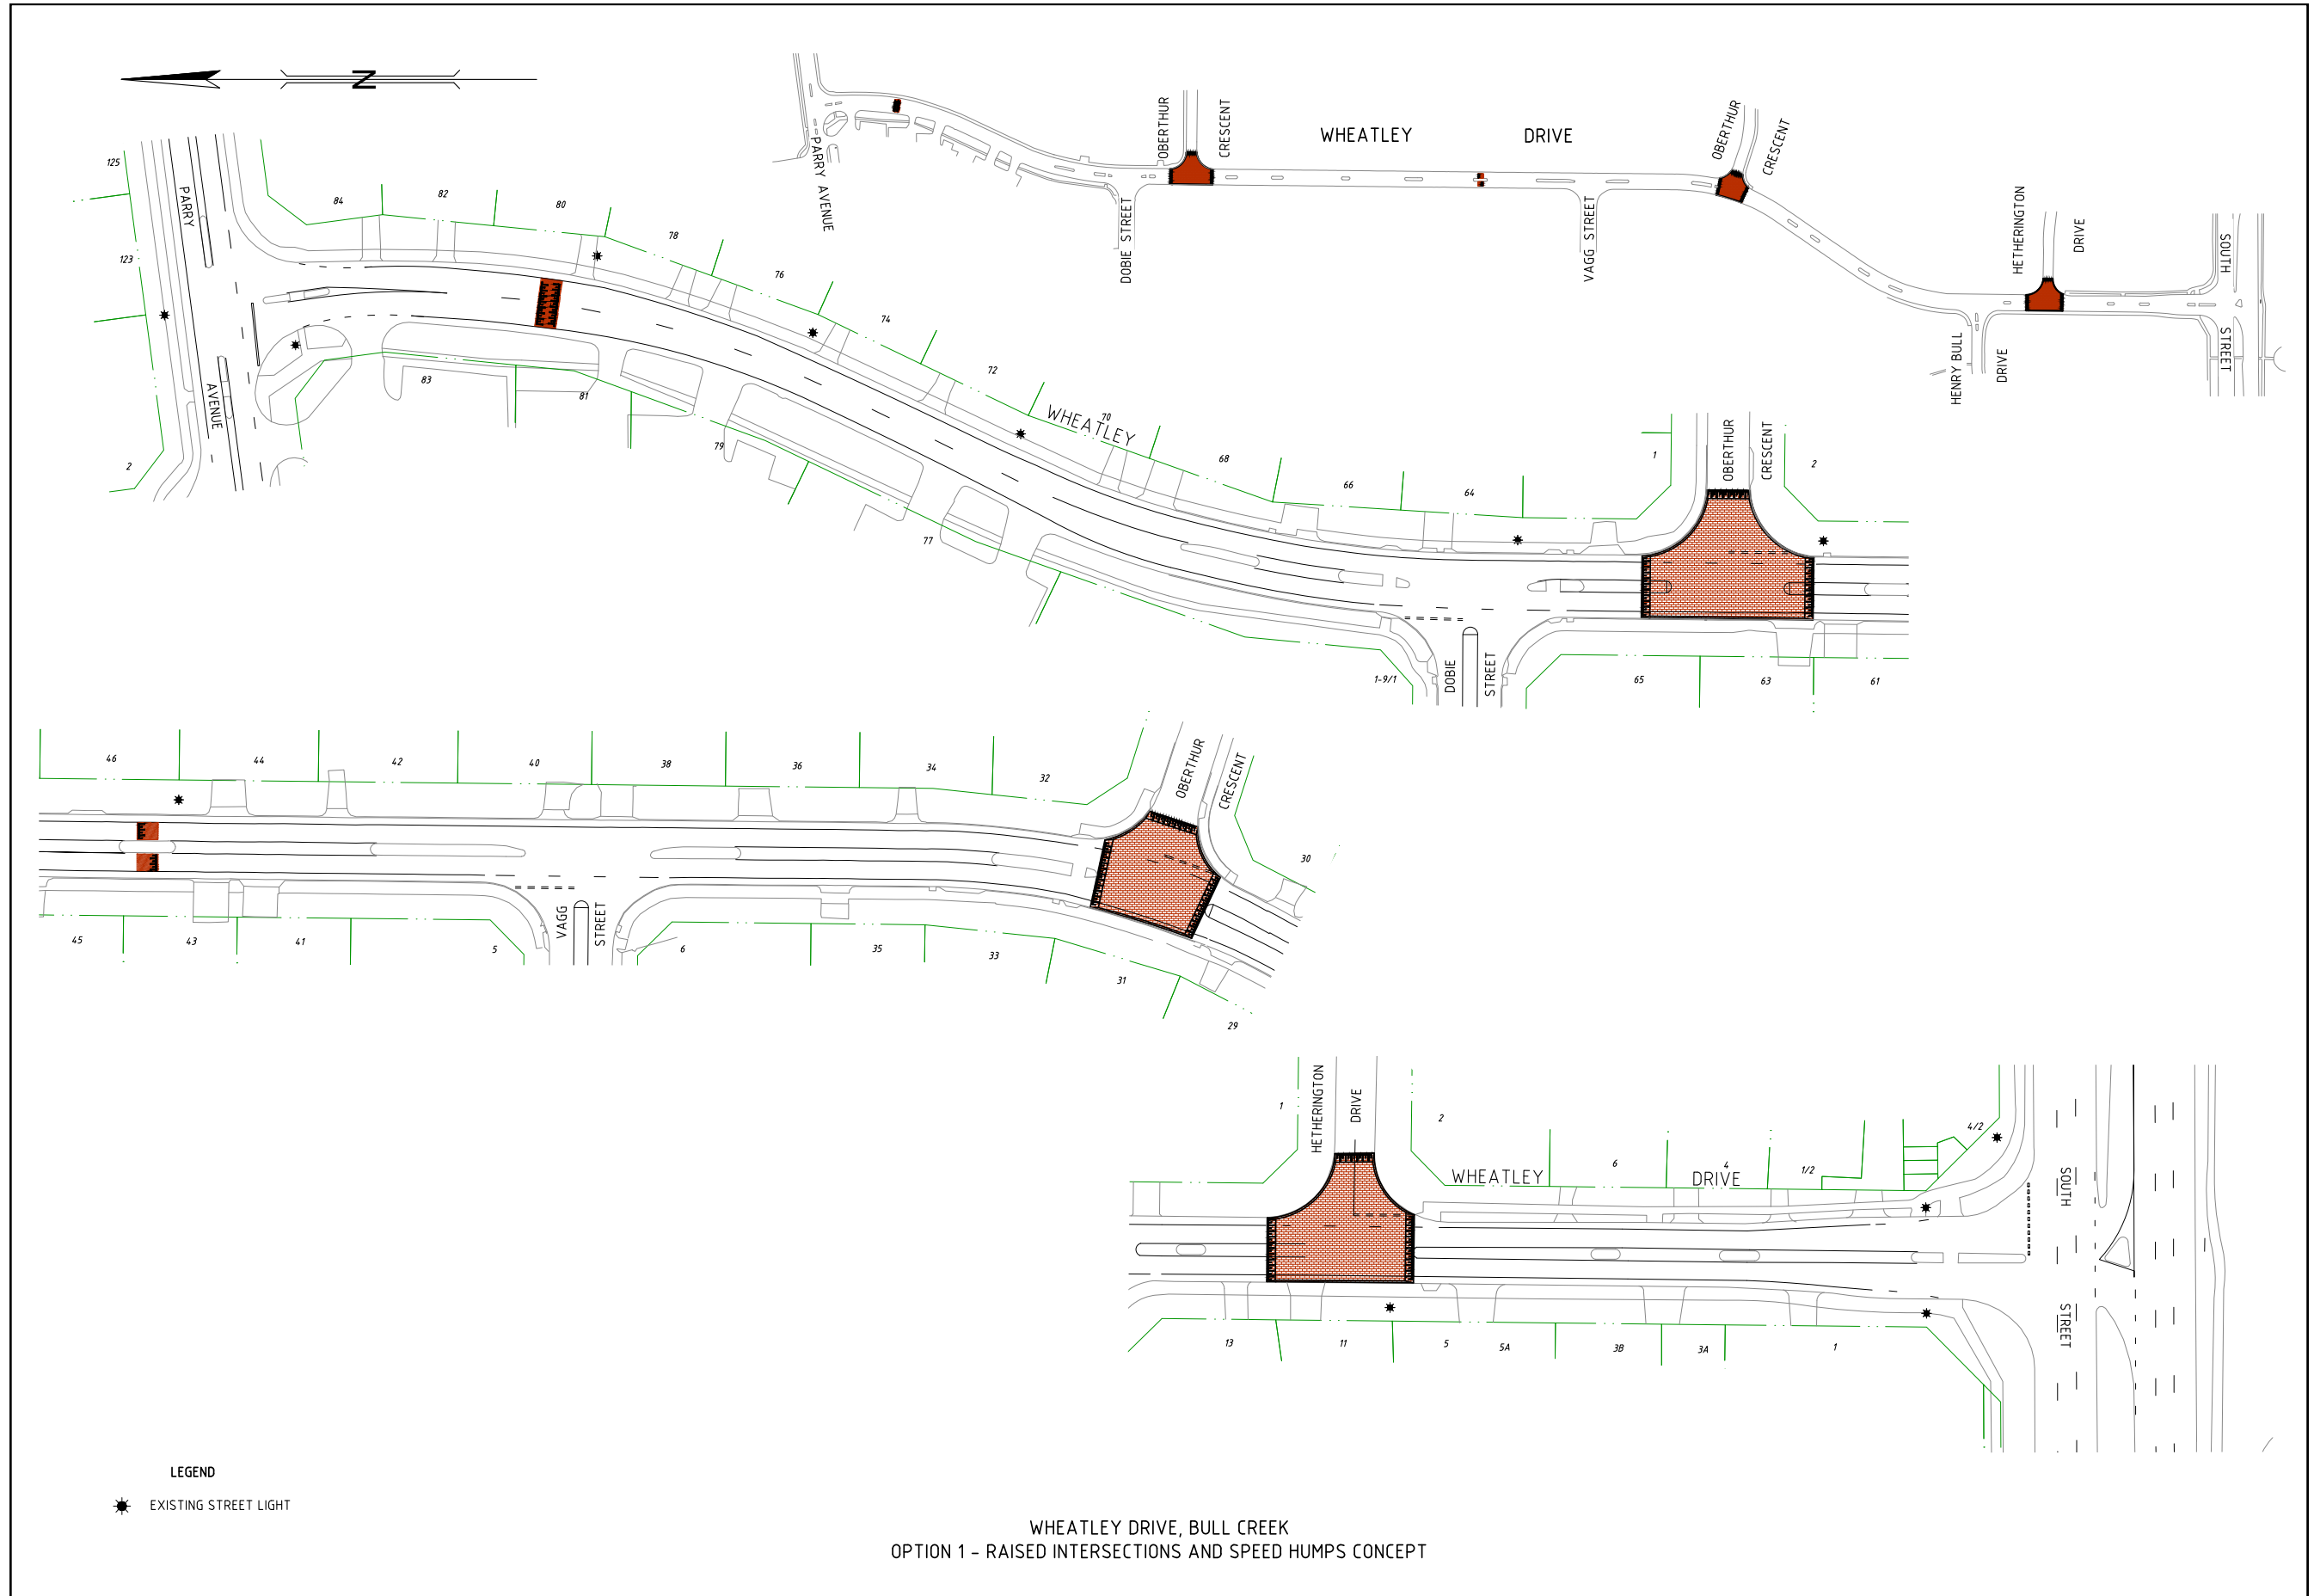 N
OBERTHUR
CRESCENT
WHEATLEY DRIVE
OBERTHUR
CRESCENT
PARRY AVENUE
DOBIE STREET
VAGG STREET
HETHERINGTON
DRIVE
SOUTH
STREET
HENRY BULL
DRIVE
125
PARRY
123
AVENUE
2
84
82
80
78
76
74
72
70
WHEATLEY
68
66
64
1
OBERTHUR
CRESCENT
2
83
81
79
77
1-9/1
DOBIE
STREET
65
63
61
46
44
42
40
38
36
34
32
OBERTHUR
CRESCENT
30
45
43
41
5
VAGG
STREET
6
35
33
31
29
1
HETHERINGTON
DRIVE
2
WHEATLEY
6
4
DRIVE
1/2
4/2
SOUTH
STREET
13
11
5
5A
3B
3A
1
LEGEND
EXISTING STREET LIGHT
WHEATLEY DRIVE, BULL CREEK
OPTION 1 - RAISED INTERSECTIONS AND SPEED HUMPS CONCEPT